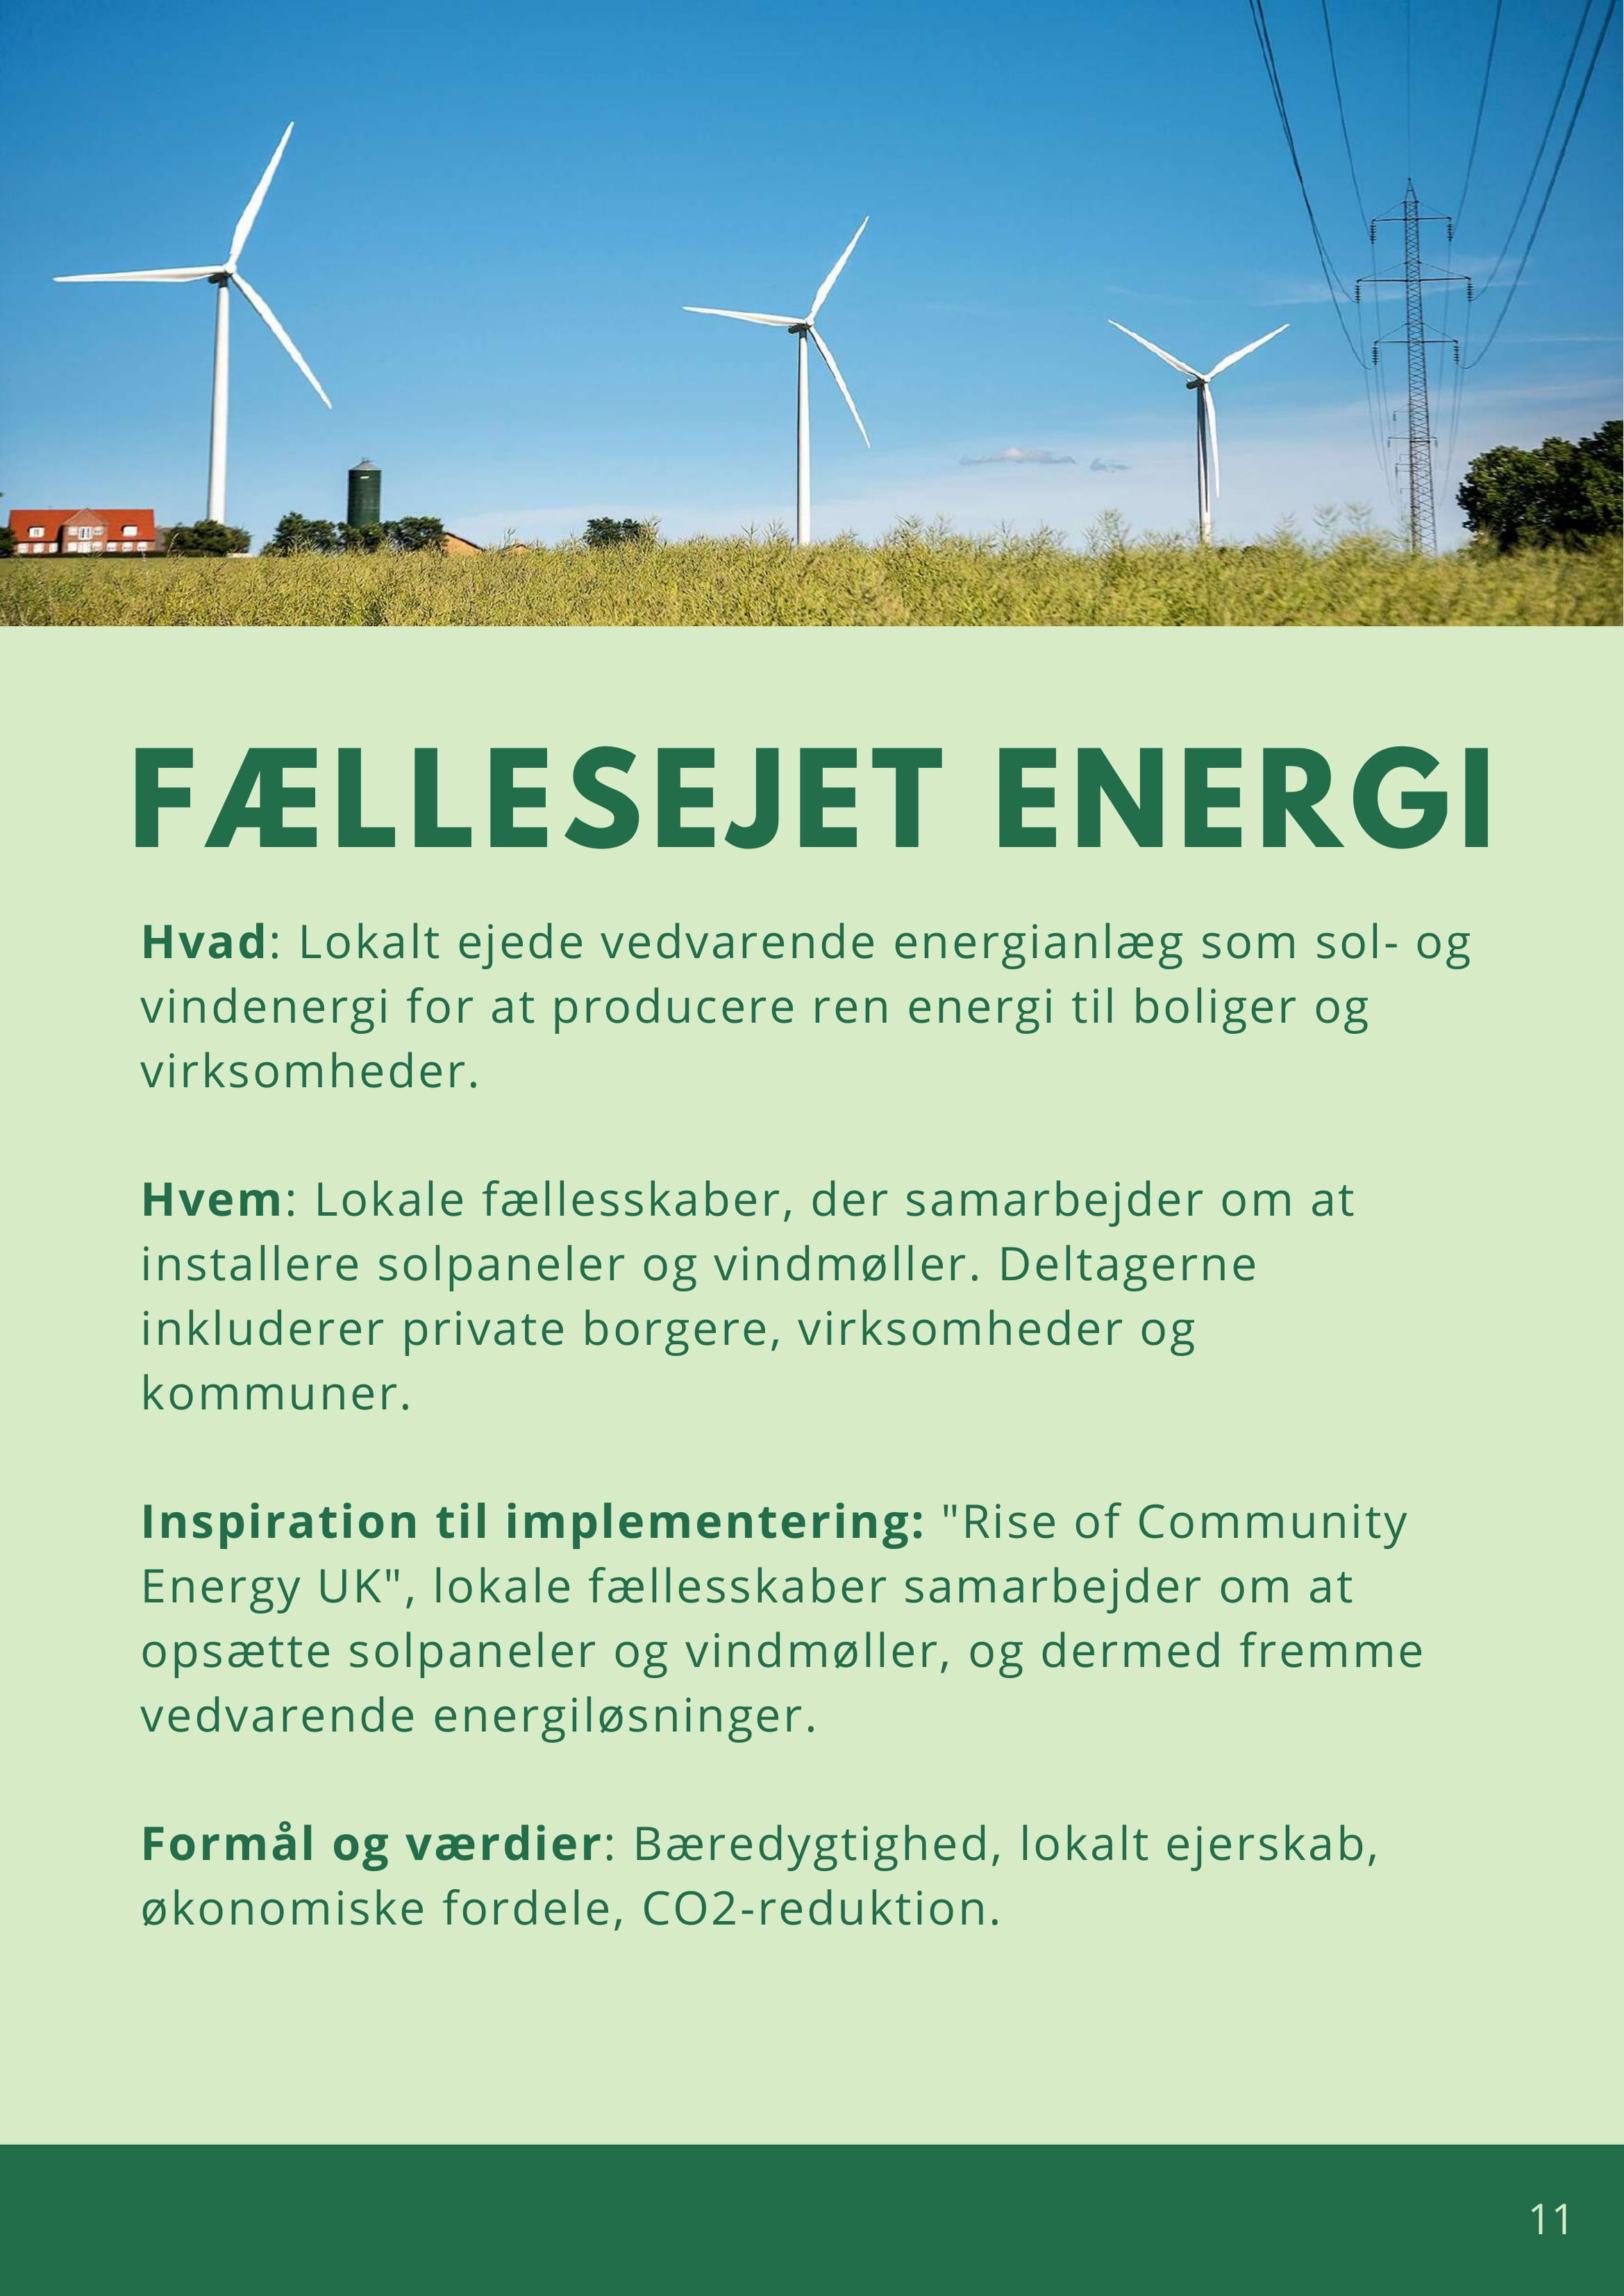 FÆLLESEJET ENERGI
Hvad: Lokalt ejede vedvarende energianlæg som sol- og
vindenergi for at producere ren energi til boliger og
virksomheder.
Hvem: Lokale fællesskaber, der samarbejder om at
installere solpaneler og vindmøller. Deltagerne
inkluderer private borgere, virksomheder og
kommuner.
Inspiration til implementering: "Rise of Community
Energy UK", lokale fællesskaber samarbejder om at
opsætte solpaneler og vindmøller, og dermed fremme
vedvarende energiløsninger.
Formål og værdier: Bæredygtighed, lokalt ejerskab,
økonomiske fordele, CO2-reduktion.
11